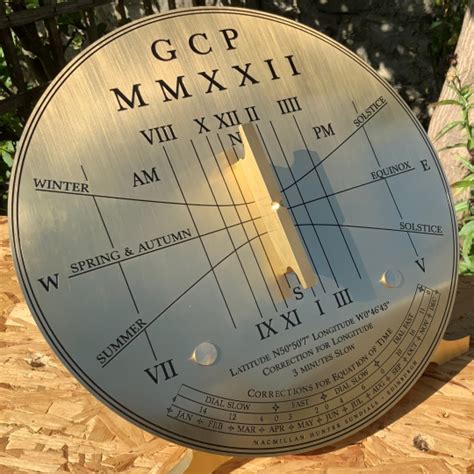 GCP
MMXXII
VIII X XII II IIII
N
AM PM
SOLSTICE
WINTER EQUINOX E
SPRING & AUTUMN SOLSTICE
W
SUMMER
S V
VII IX XI I III
LATITUDE N50°50'7" LONGITUDE W0°46'43"
CORRECTION FOR LONGITUDE
3 MINUTES SLOW
CORRECTIONS FOR EQUATION OF TIME
DIAL SLOW FAST DIAL SLOW DIAL FAST
JAN FEB MAR APR MAY JUN JUL AUG SEP OCT NOV DEC
MACMILLAN HUNTER SUNDIALS · EDINBURGH